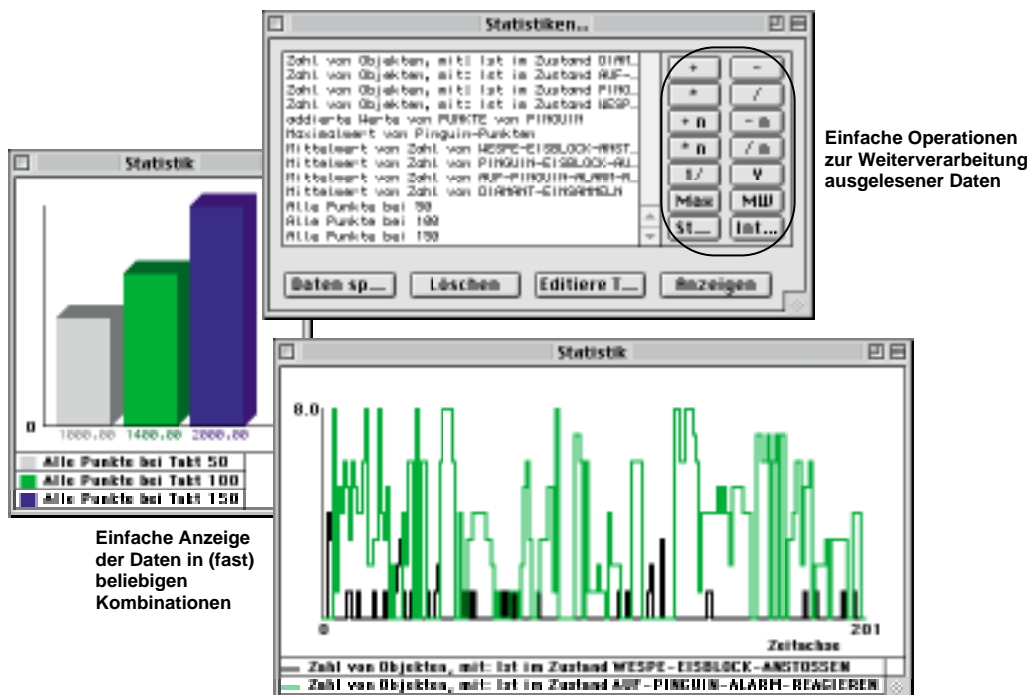 Statistiken...
Zahl von Objekten, mit: Ist im Zustand DIAM...
Zahl von Objekten, mit: Ist im Zustand AUF-...
Zahl von Objekten, mit: Ist im Zustand PING...
Zahl von Objekten, mit: Ist im Zustand WESP...
addierte Werte von PUNKTE von PINGUIN
Maximalwert von Pinguin-Punkten
Mittelwert von Zahl von WESPE-EISBLOCK-ANST...
Mittelwert von Zahl von PINGUIN-EISBLOCK-AU...
Mittelwert von Zahl von AUF-PINGUIN-ALARM-R...
Mittelwert von Zahl von DIAMANT-EINSAMMELN
Alle Punkte bei 50
Alle Punkte bei 100
Alle Punkte bei 150
+ -
* /
+ n - n
* n / n
1/
Max MW
St... Int...
Daten sp... Löschen Editiere T... Anzeigen
Einfache Operationen
zur Weiterverarbeitung
ausgelesener Daten
Statistik
0
1000.00 1400.00 2000.00
Alle Punkte bei Takt 50
Alle Punkte bei Takt 100
Alle Punkte bei Takt 150
Einfache Anzeige
der Daten in (fast)
beliebigen
Kombinationen
Statistik
8.0
0 201
Zeitachse
Zahl von Objekten, mit: Ist im Zustand WESPE-EISBLOCK-ANSTOSSEN
Zahl von Objekten, mit: Ist im Zustand AUF-PINGUIN-ALARM-REAGIEREN